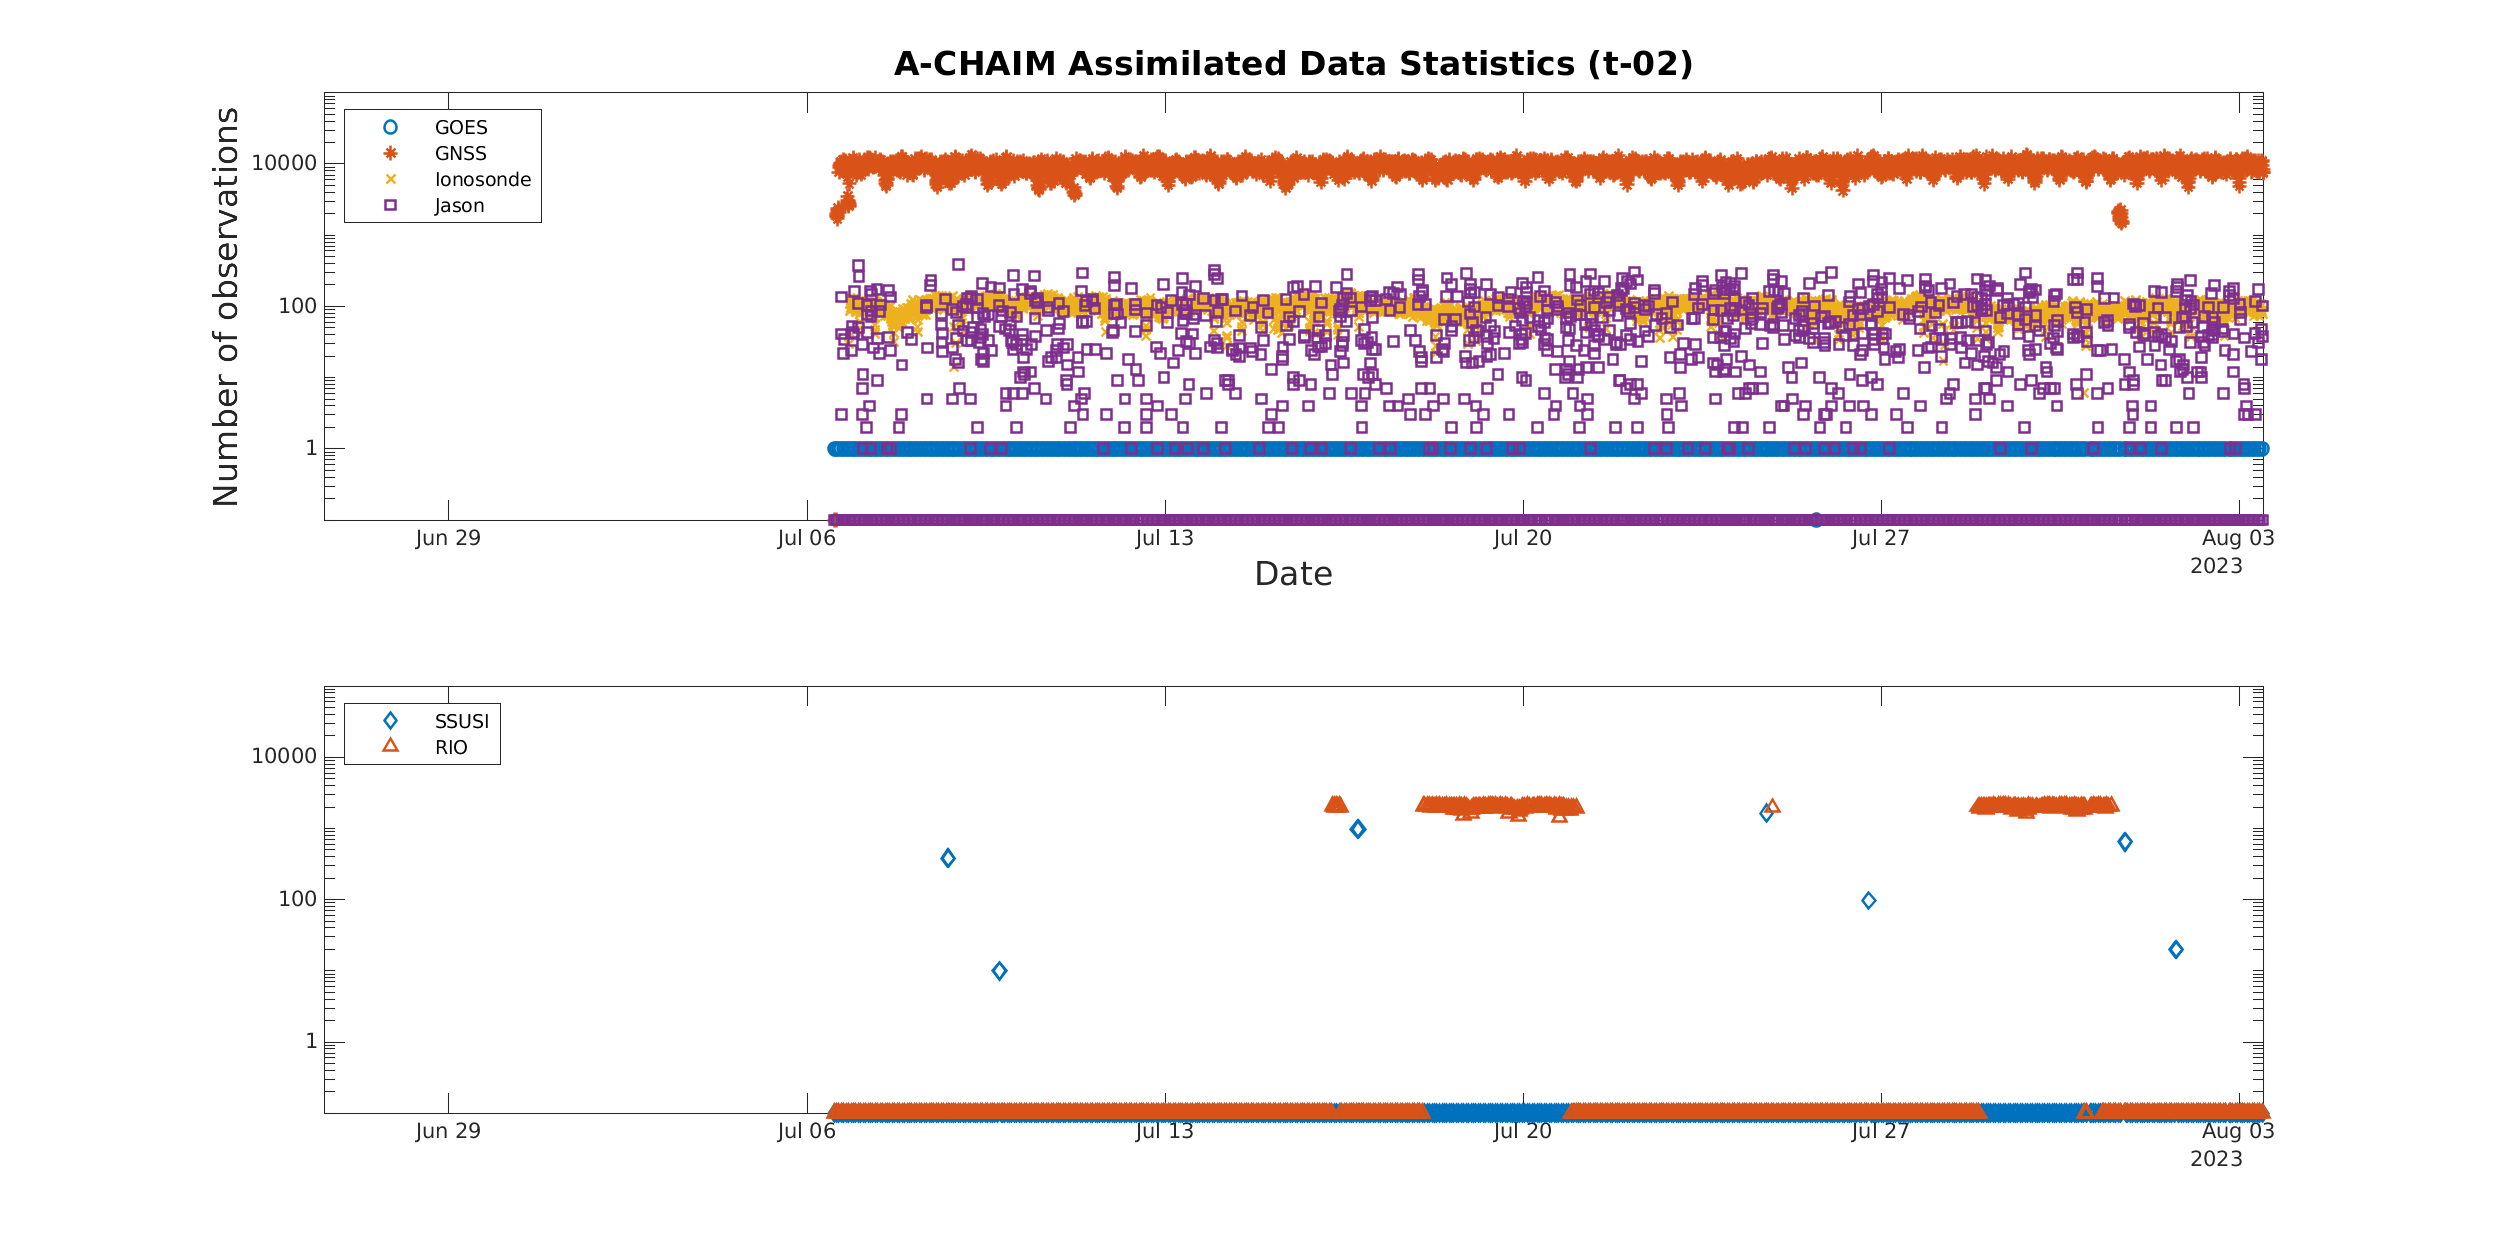 A-CHAIM Assimilated Data Statistics (t-02)
Number of observations
10000
100
1
GOES
GNSS
Ionosonde
Jason
Jun 29
Jul 06
Jul 13
Jul 20
Jul 27
Aug 03
2023
Date
10000
100
1
SSUSI
RIO
Jun 29
Jul 06
Jul 13
Jul 20
Jul 27
Aug 03
2023